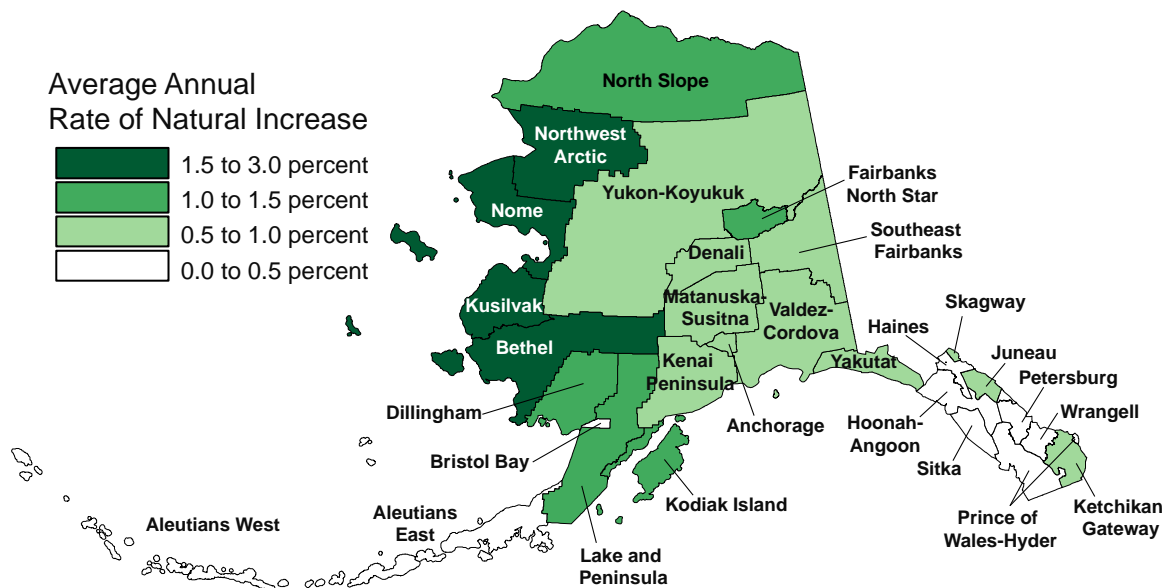 Average Annual
Rate of Natural Increase
1.5 to 3.0 percent
1.0 to 1.5 percent
0.5 to 1.0 percent
0.0 to 0.5 percent
North Slope
Northwest
Arctic
Nome
Yukon-Koyukuk
Fairbanks
North Star
Southeast
Fairbanks
Denali
Kusilvak
Matanuska-
Susitna
Valdez-
Cordova
Bethel
Kenai
Peninsula
Yakutat
Haines
Skagway
Juneau
Petersburg
Wrangell
Dillingham
Anchorage
Hoonah-
Angoon
Sitka
Bristol Bay
Kodiak Island
Ketchikan
Gateway
Prince of
Wales-Hyder
Aleutians West
Aleutians
East
Lake and
Peninsula